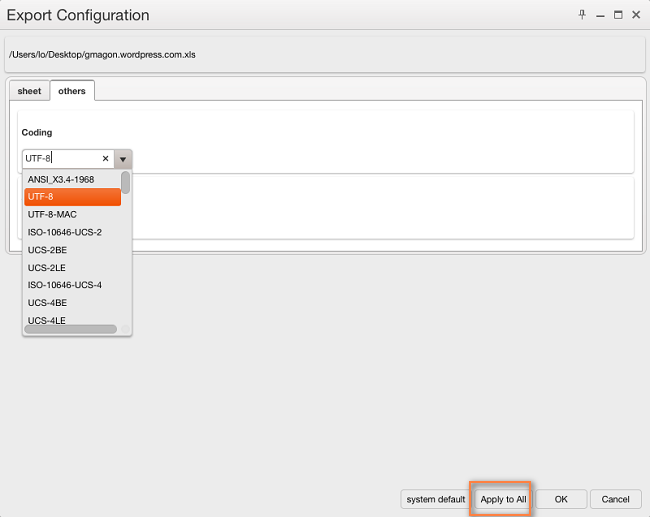 Export Configuration
/Users/lo/Desktop/gmagon.wordpress.com.xls
sheet others
Coding
UTF-8
ANSI_X3.4-1968
UTF-8
UTF-8-MAC
ISO-10646-UCS-2
UCS-2BE
UCS-2LE
ISO-10646-UCS-4
UCS-4BE
UCS-4LE
system default Apply to All OK Cancel